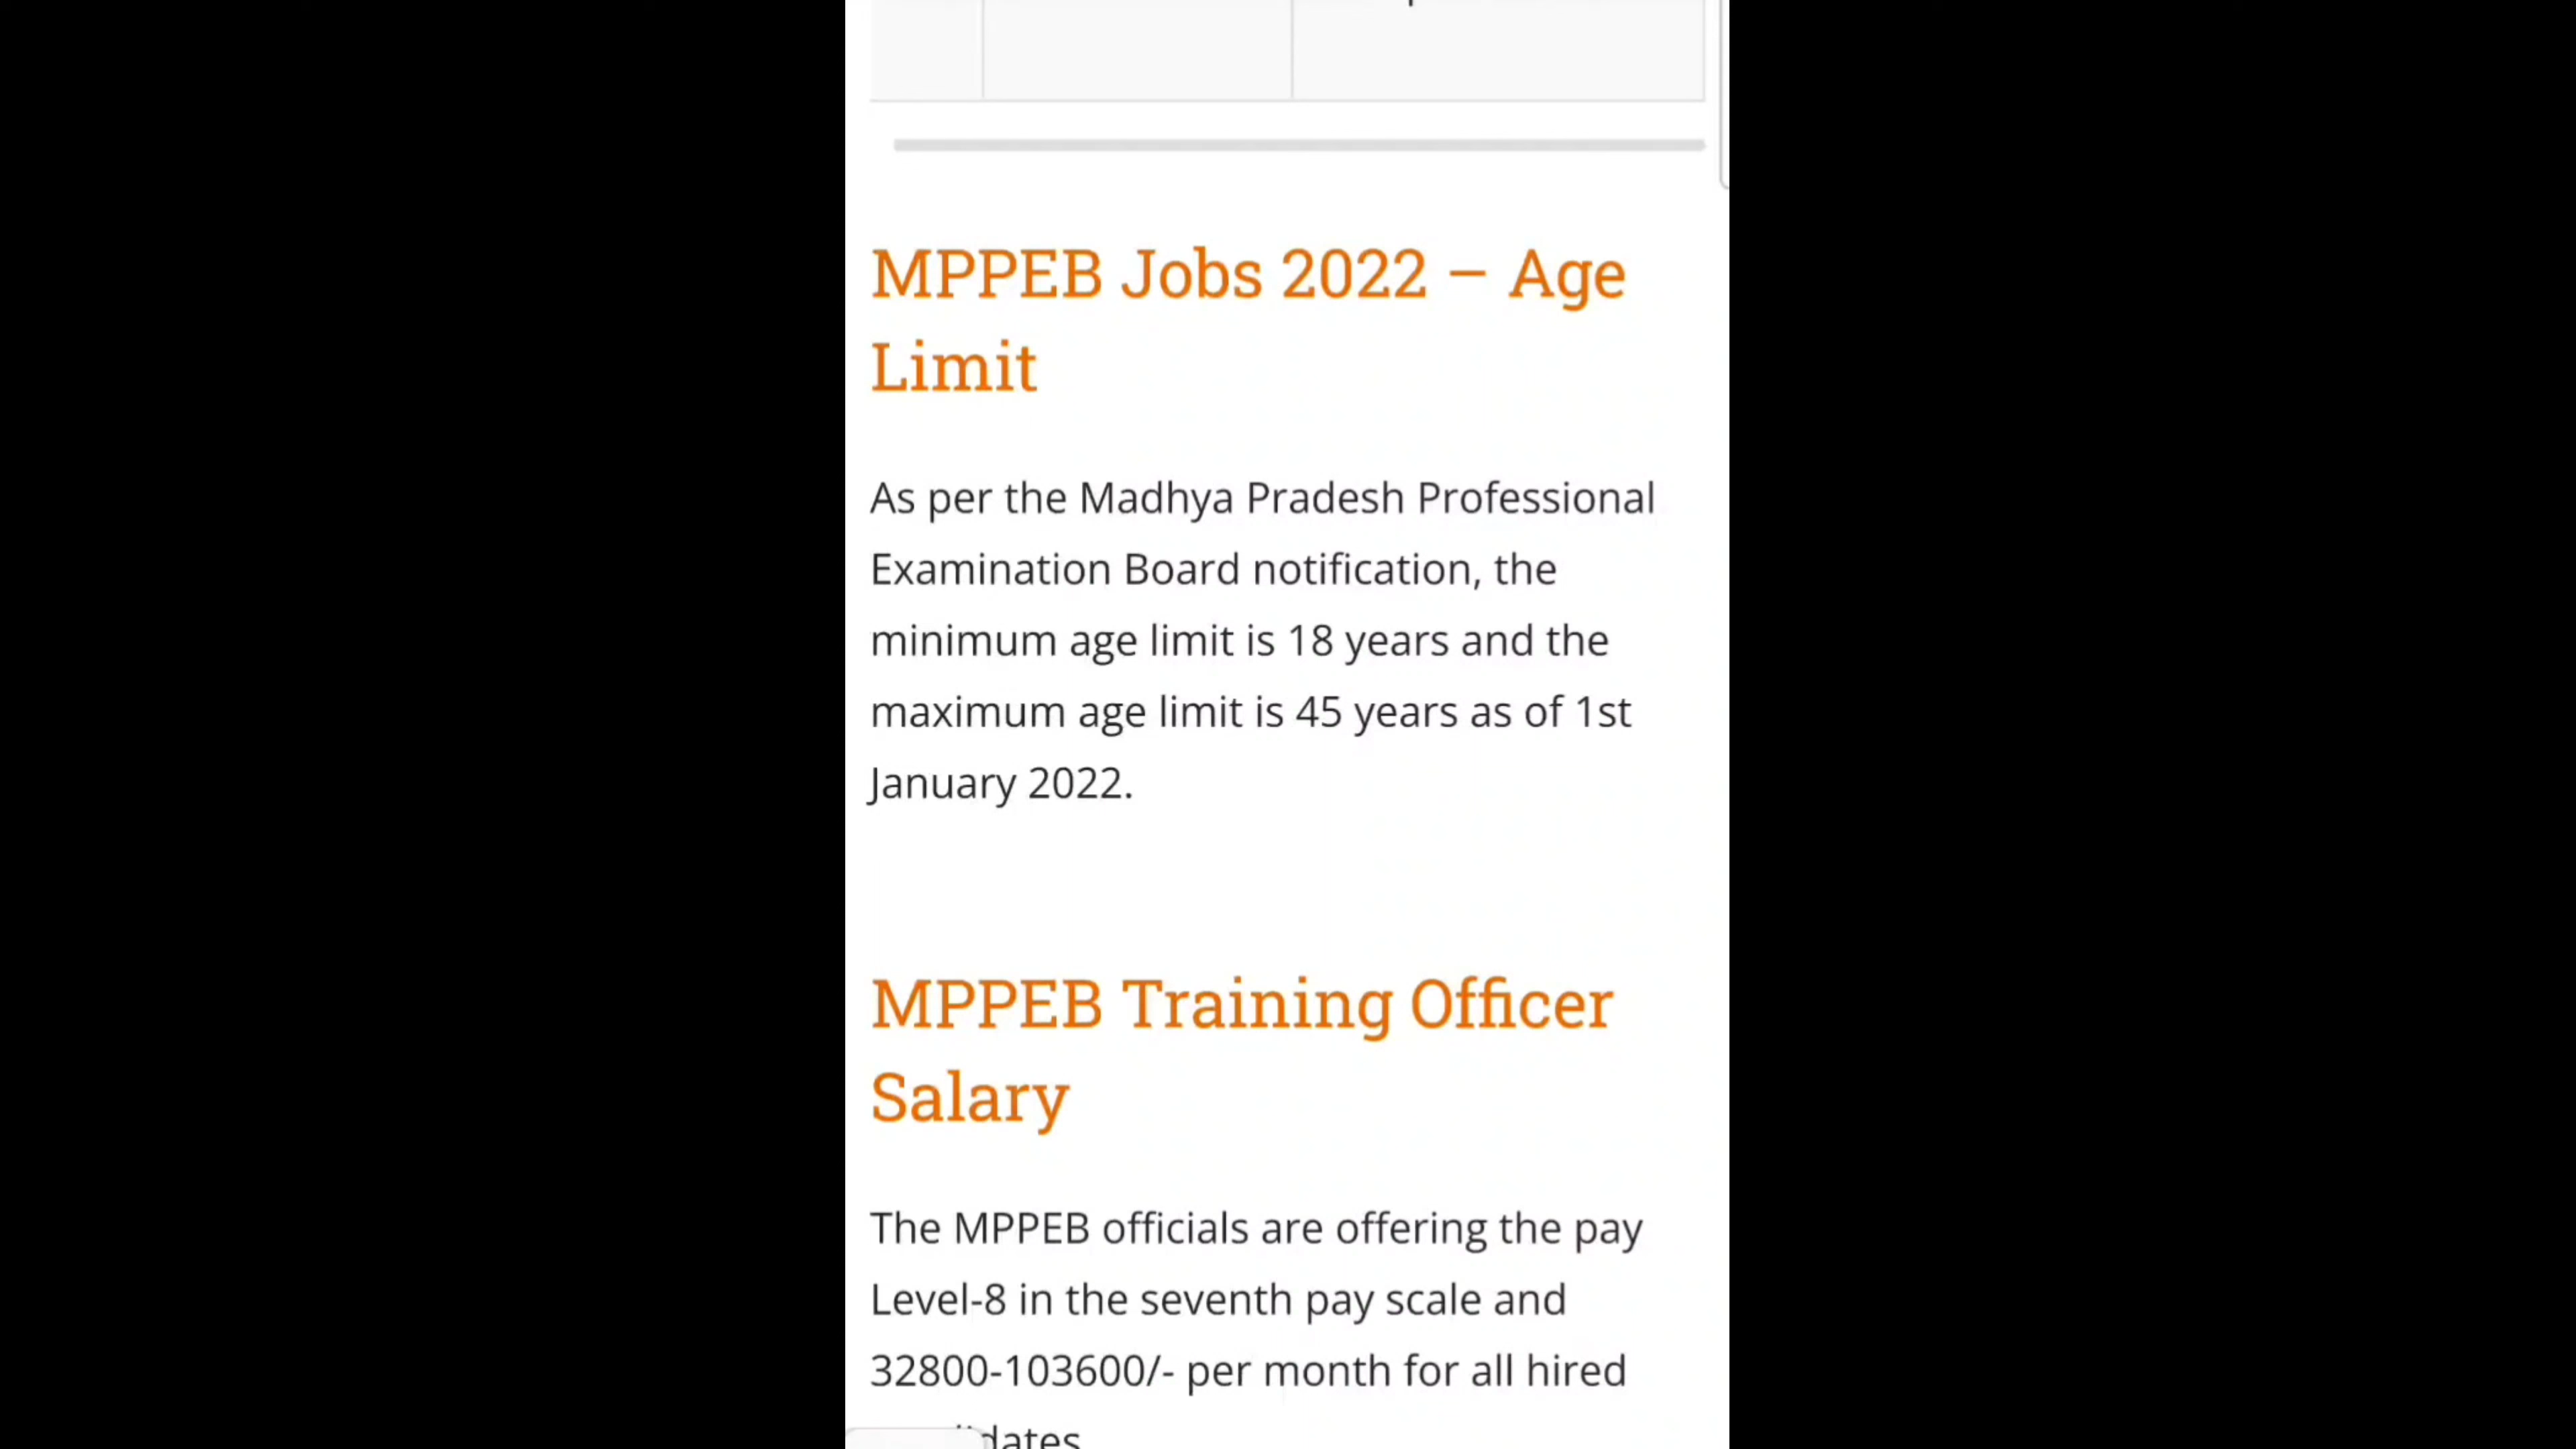 MPPEB Jobs 2022 – Age
Limit
As per the Madhya Pradesh Professional
Examination Board notification, the
minimum age limit is 18 years and the
maximum age limit is 45 years as of 1st
January 2022.
MPPEB Training Officer
Salary
The MPPEB officials are offering the pay
Level-8 in the seventh pay scale and
32800-103600/- per month for all hired